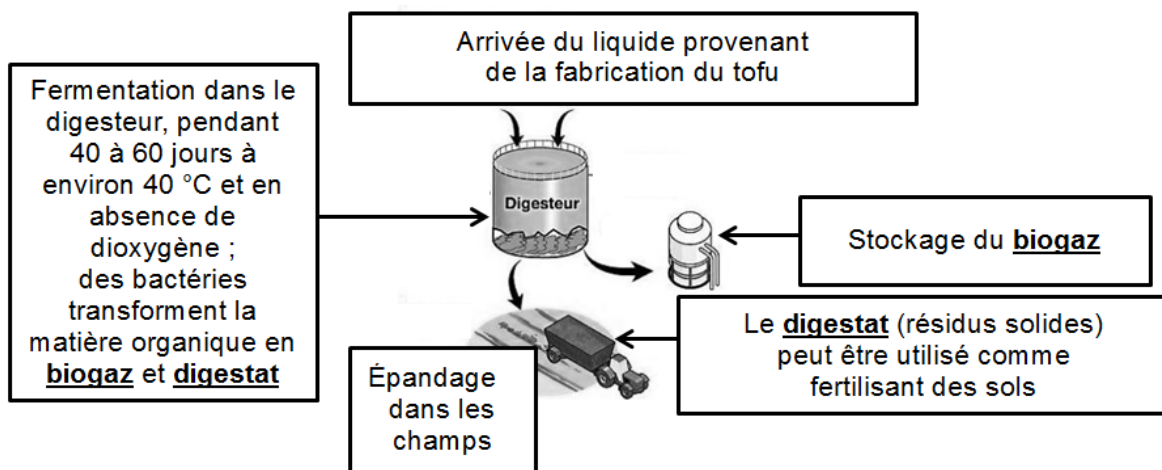 Arrivée du liquide provenant
de la fabrication du tofu
Fermentation dans le
digesteur, pendant
40 à 60 jours à
environ 40 °C et en
absence de
dioxygène ;
des bactéries
transforment la
matière organique en
biogaz et digestat
Digesteur
Stockage du biogaz
Le digestat (résidus solides)
peut être utilisé comme
fertilisant des sols
Épandage
dans les
champs